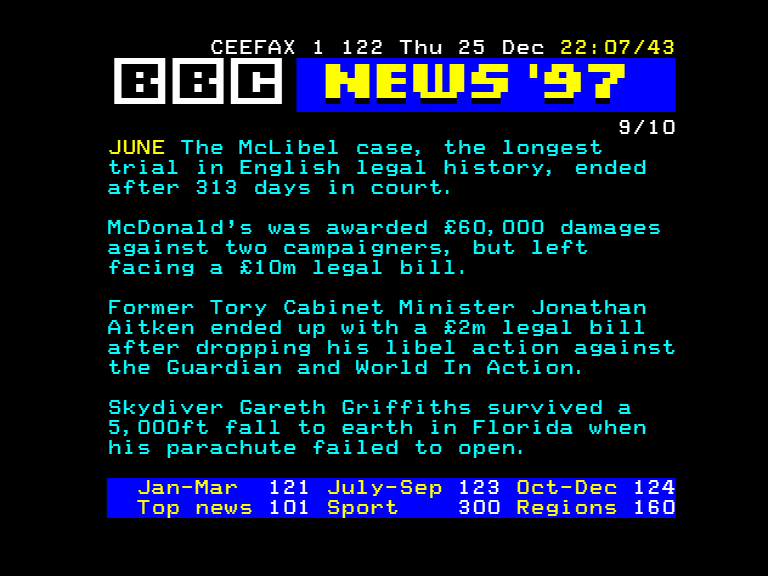 CEEFAX 1 122 Thu 25 Dec 22:07/43
BBC NEWS '97
9/10
JUNE The McLibel case, the longest
trial in English legal history, ended
after 313 days in court.
McDonald's was awarded £60,000 damages
against two campaigners, but left
facing a £10m legal bill.
Former Tory Cabinet Minister Jonathan
Aitken ended up with a £2m legal bill
after dropping his libel action against
the Guardian and World In Action.
Skydiver Gareth Griffiths survived a
5,000ft fall to earth in Florida when
his parachute failed to open.
Jan-Mar 121 July-Sep 123 Oct-Dec 124
Top news 101 Sport 300 Regions 160